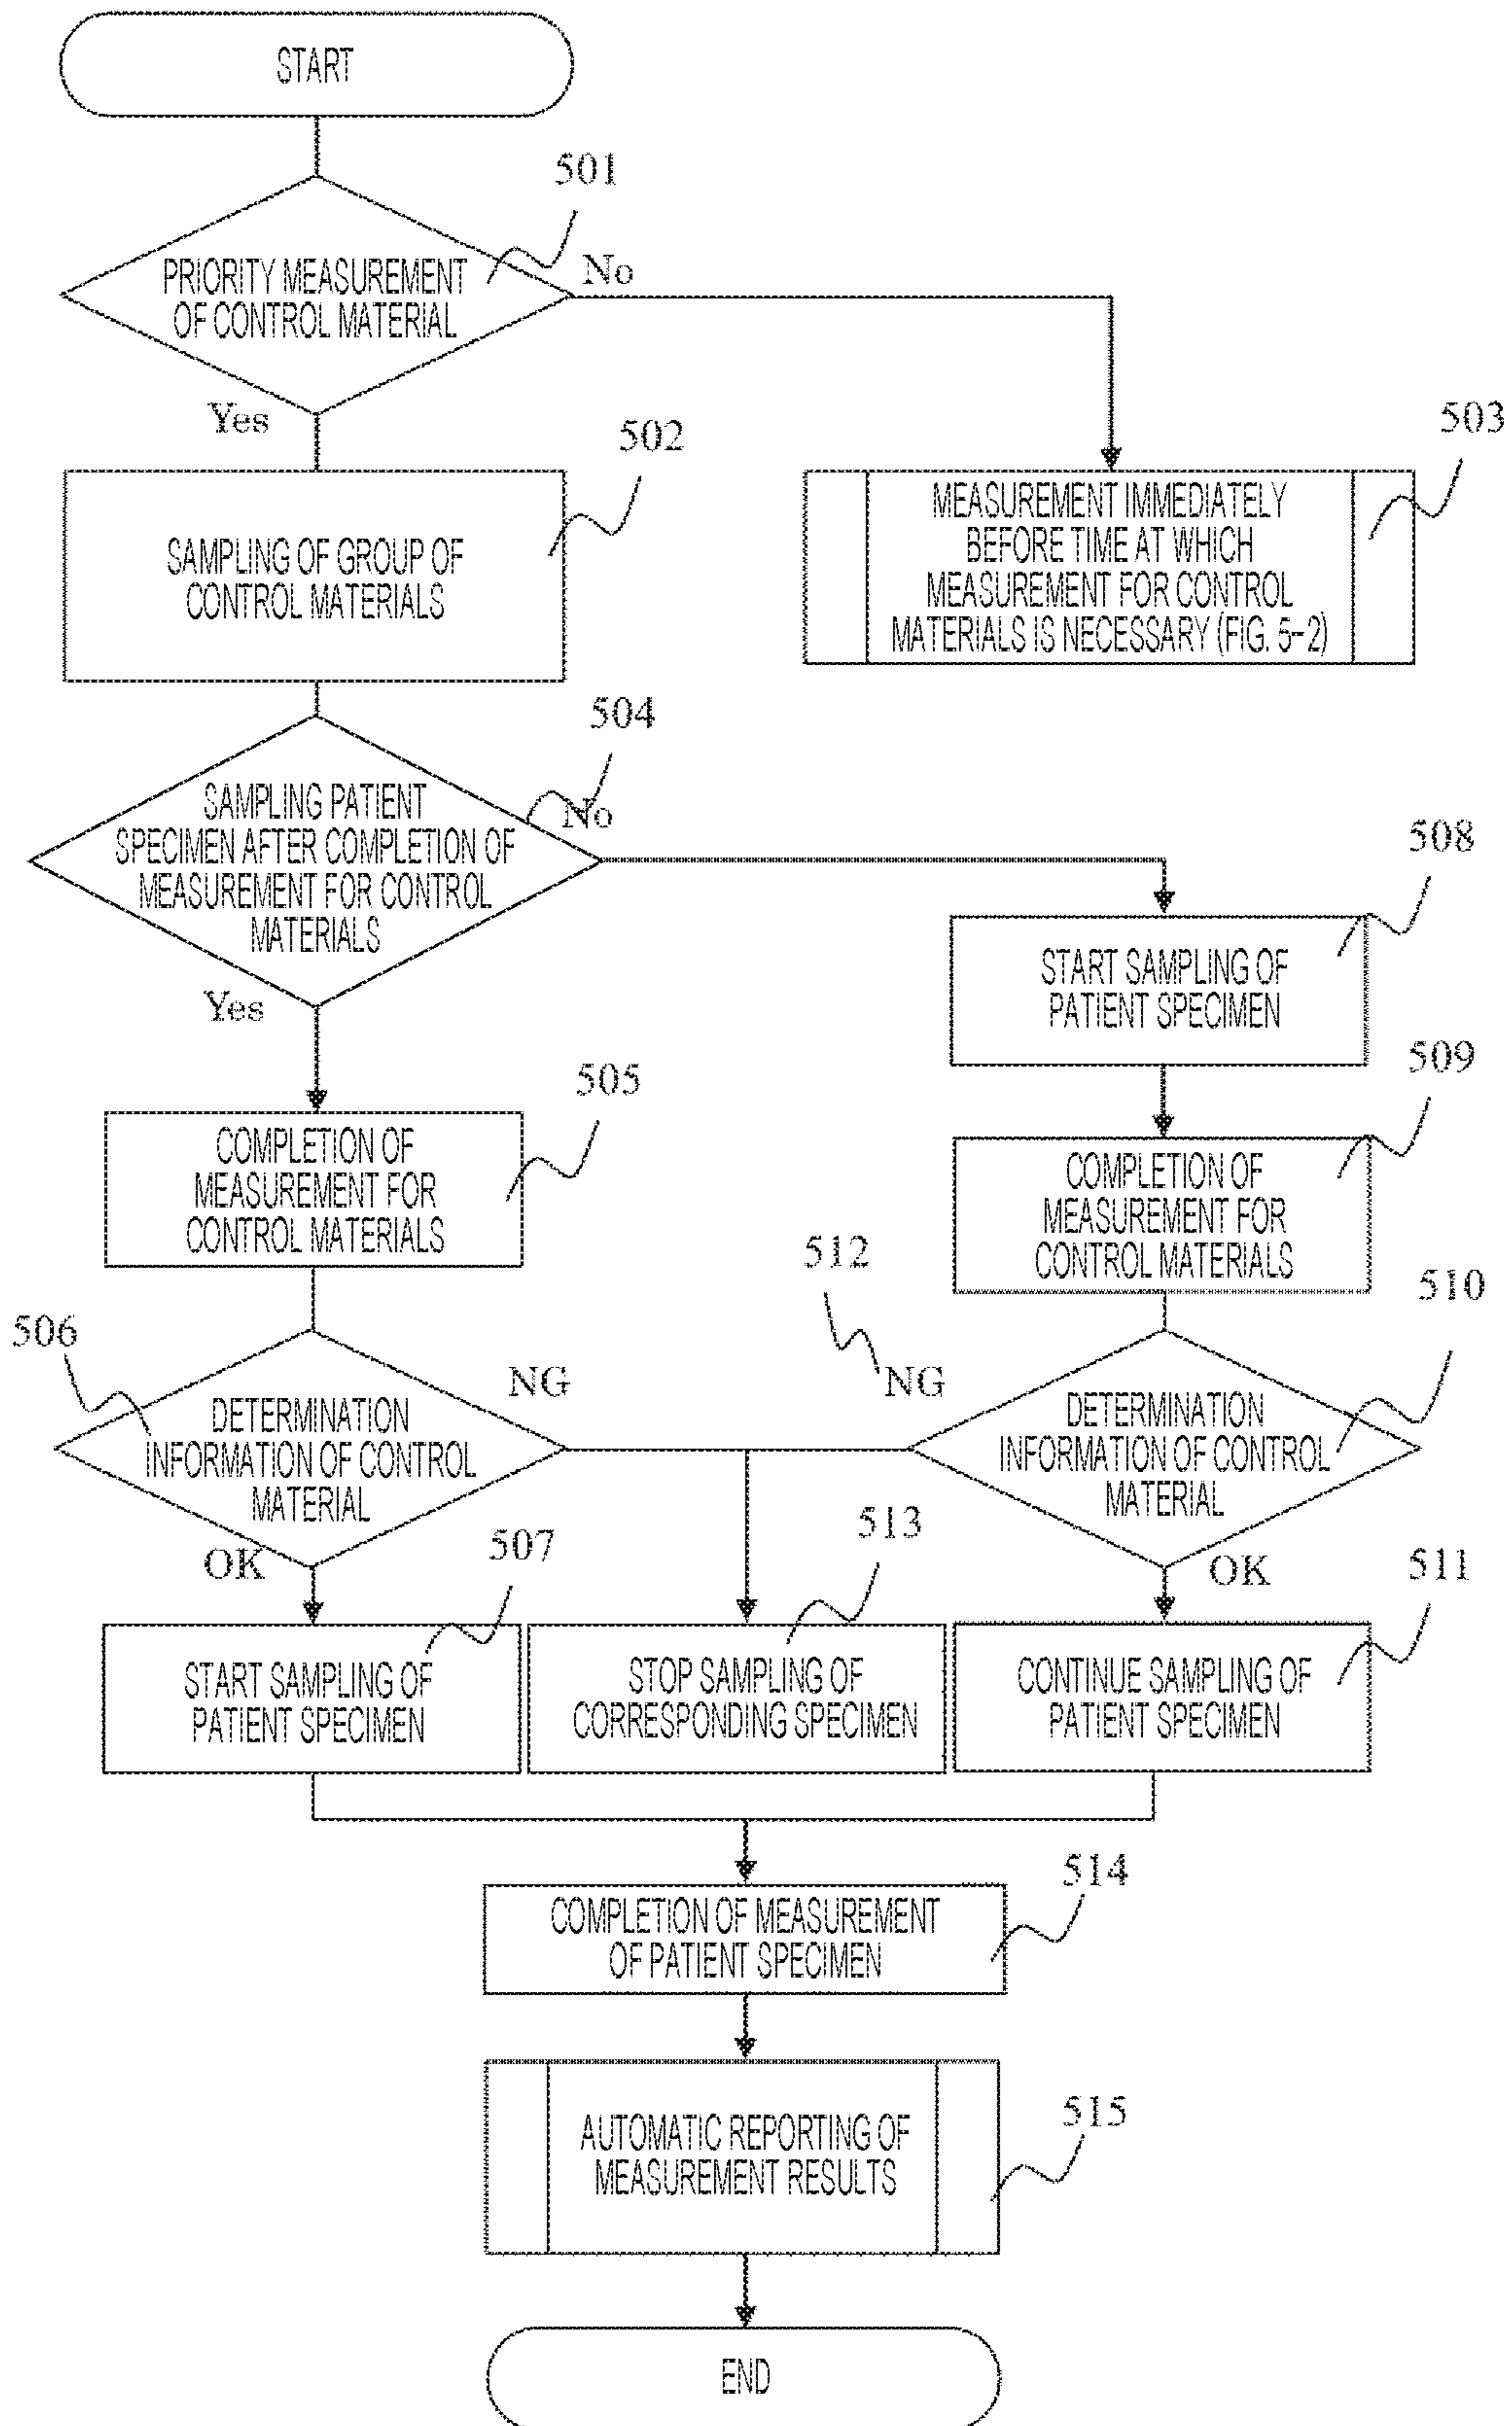 START
501
PRIORITY MEASUREMENT
OF CONTROL MATERIAL
No
Yes
502
SAMPLING OF GROUP OF
CONTROL MATERIALS
503
MEASUREMENT IMMEDIATELY
BEFORE TIME AT WHICH
MEASUREMENT FOR CONTROL
MATERIALS IS NECESSARY (FIG. 5-2)
504
SAMPLING PATIENT
SPECIMEN AFTER COMPLETION OF
MEASUREMENT FOR CONTROL
MATERIALS
No
Yes
508
START SAMPLING OF
PATIENT SPECIMEN
505
COMPLETION OF
MEASUREMENT FOR
CONTROL MATERIALS
509
COMPLETION OF
MEASUREMENT FOR
CONTROL MATERIALS
506
DETERMINATION
INFORMATION OF CONTROL
MATERIAL
NG
OK
512
NG
510
DETERMINATION
INFORMATION OF CONTROL
MATERIAL
OK
507
START SAMPLING OF
PATIENT SPECIMEN
513
STOP SAMPLING OF
CORRESPONDING SPECIMEN
511
CONTINUE SAMPLING OF
PATIENT SPECIMEN
514
COMPLETION OF MEASUREMENT
OF PATIENT SPECIMEN
515
AUTOMATIC REPORTING OF
MEASUREMENT RESULTS
END